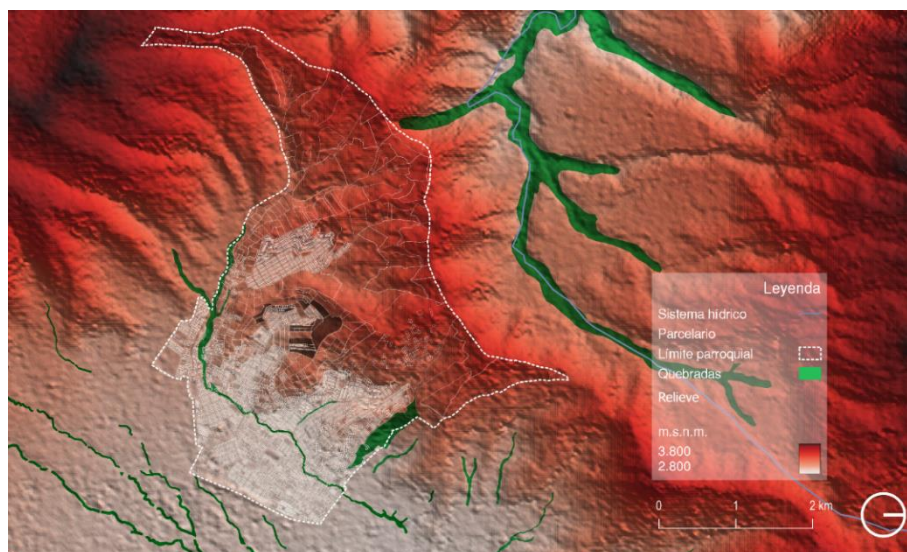 Leyenda
Sistema hídrico
Parcelario
Límite parroquial
Quebradas
Relieve
m.s.n.m.
3.800
2.800
0
1
2 km